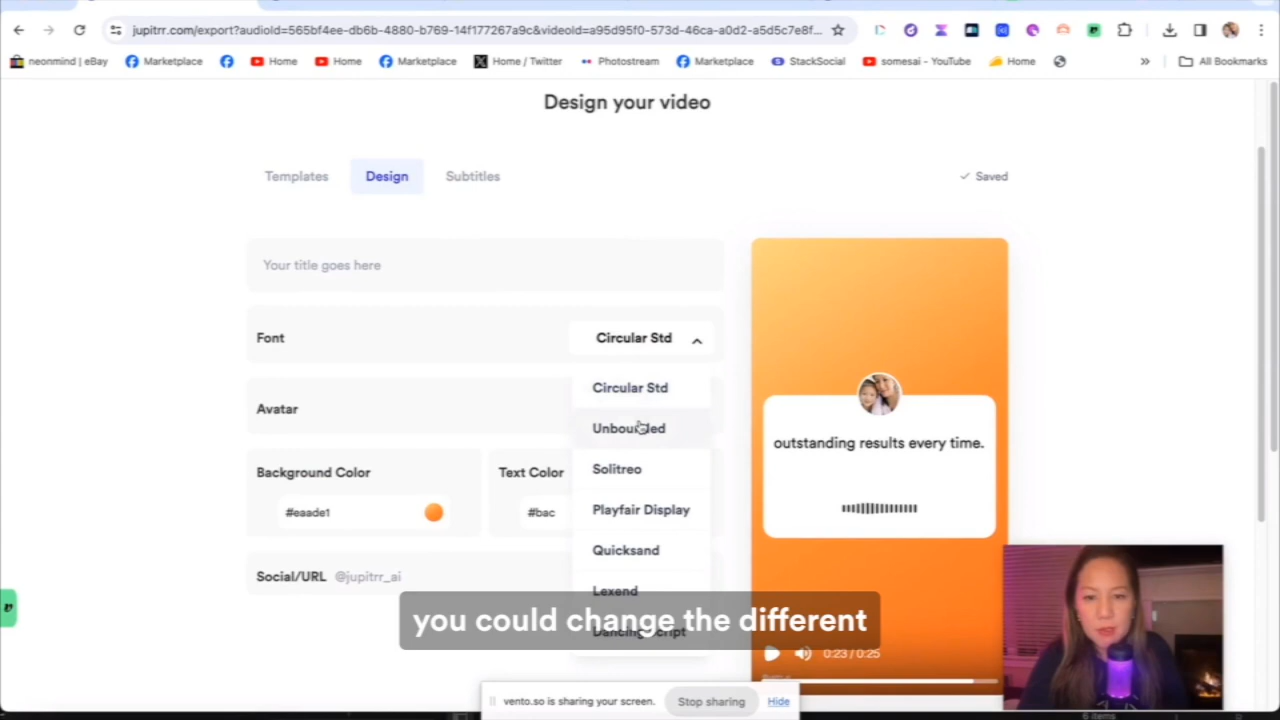 jupitrr.com/export?audioId=565bf4ee-db6b-4880-b769-14f177267a9c&videoId=a95d95f0-573d-46ca-a0d2-a5d5c7e8f...
neonmind | eBay
Marketplace
Home
Home
Marketplace
Home / Twitter
Photostream
Marketplace
StackSocial
somesai - YouTube
Home
»
All Bookmarks
Design your video
Templates
Design
Subtitles
Saved
Your title goes here
Font
Circular Std
Circular Std
Avatar
Unbounded
Solitreo
Background Color
Text Color
#eaade1
#bac
Playfair Display
Quicksand
Social/URL @jupitrr_ai
Lexend
Dancing Script
outstanding results every time.
0:23 / 0:25
you could change the different
vento.so is sharing your screen.
Stop sharing
Hide
6 items